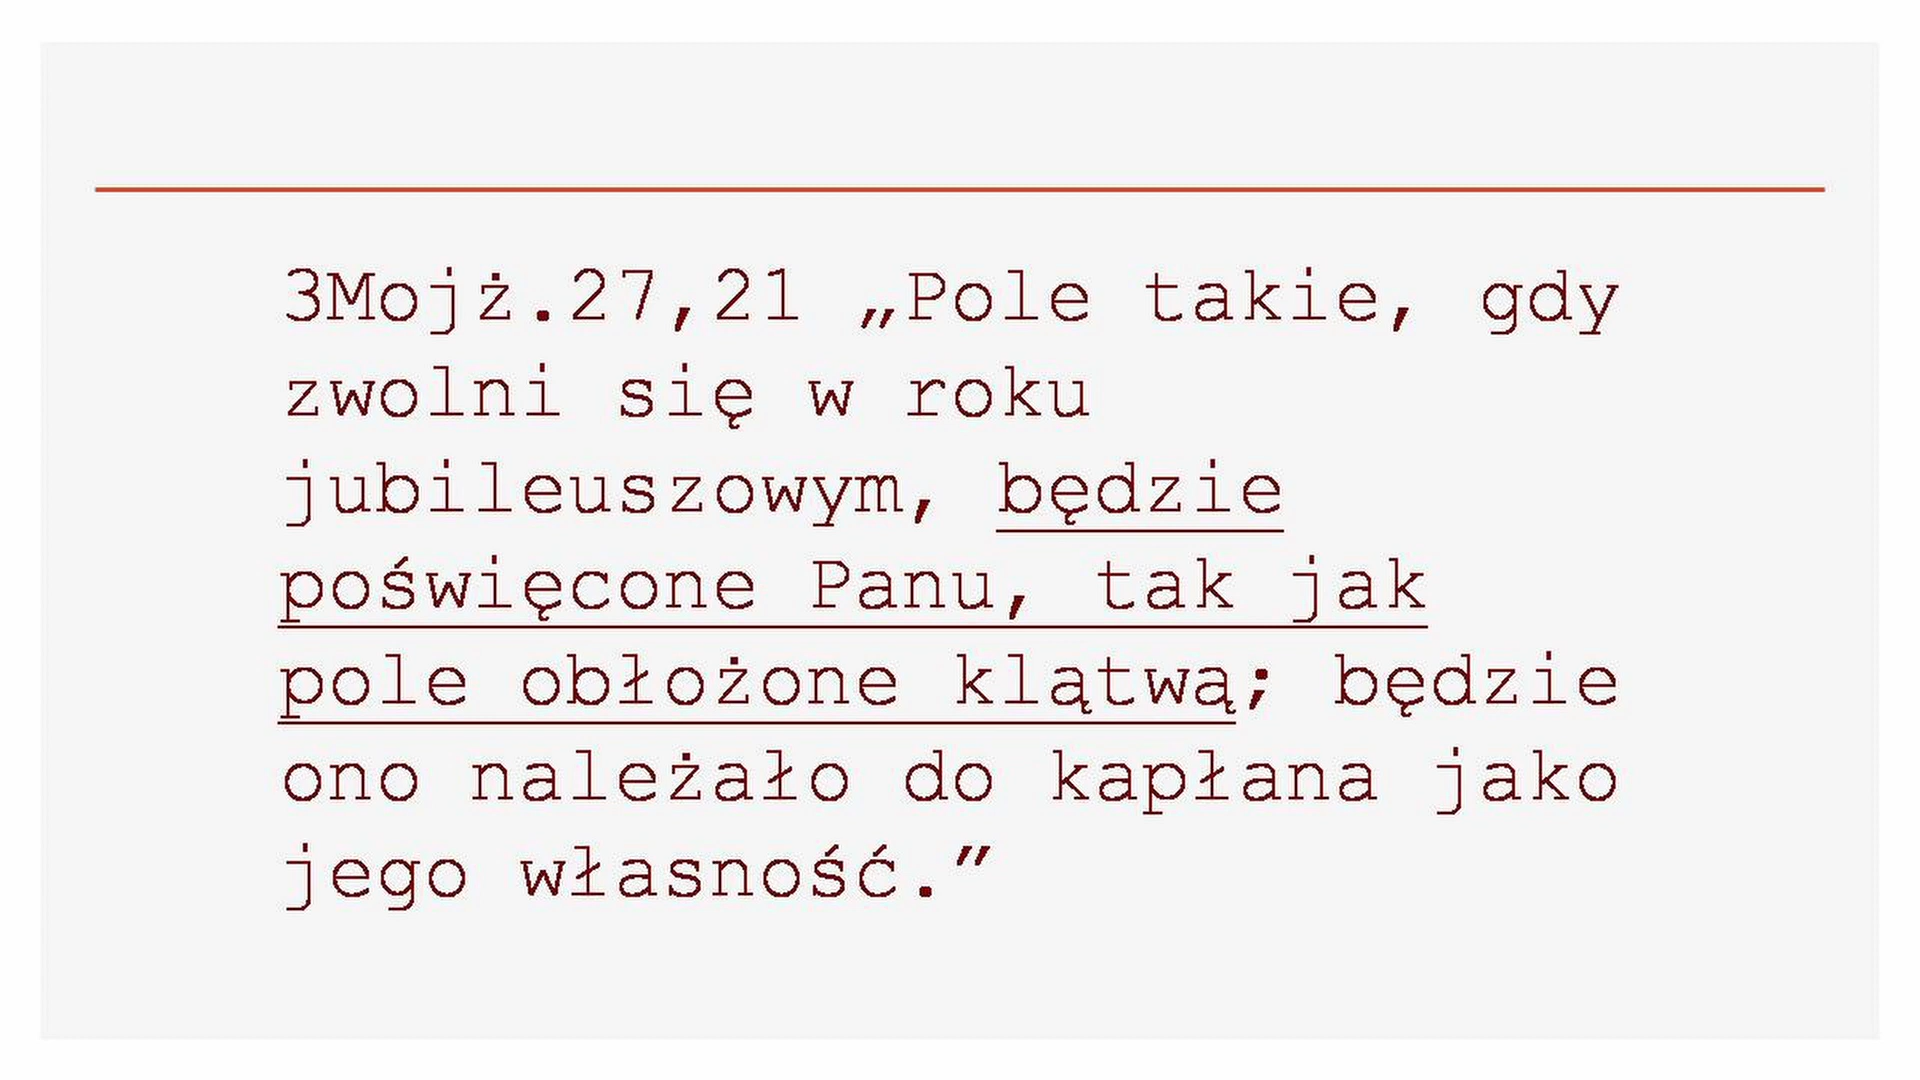 3Mojż.27,21 „Pole takie, gdy
zwolni się w roku
jubileuszowym, będzie
poświęcone Panu, tak jak
pole obłożone klątwą; będzie
ono należało do kapłana jako
jego własność.”